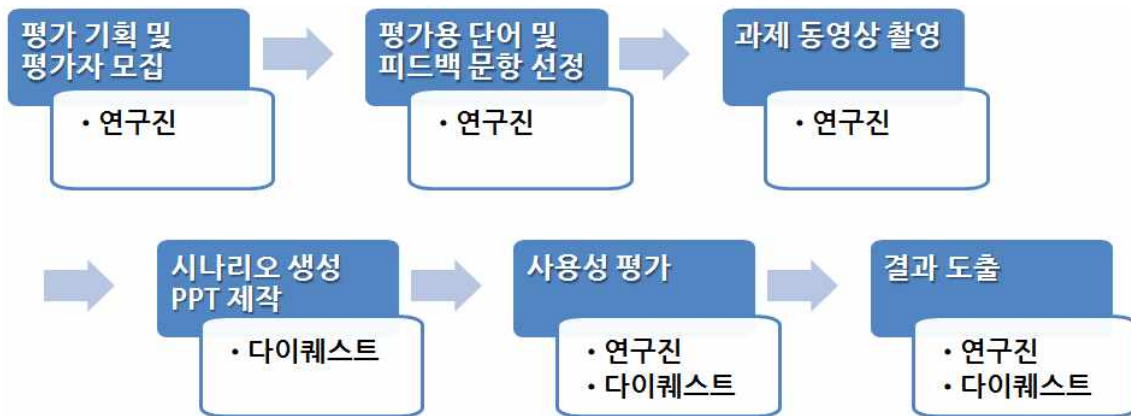 평가 기획 및
평가자 모집
• 연구진
평가용 단어 및
피드백 문항 선정
• 연구진
과제 동영상 촬영
• 연구진
시나리오 생성
PPT 제작
• 다이퀘스트
사용성 평가
• 연구진
• 다이퀘스트
결과 도출
• 연구진
• 다이퀘스트